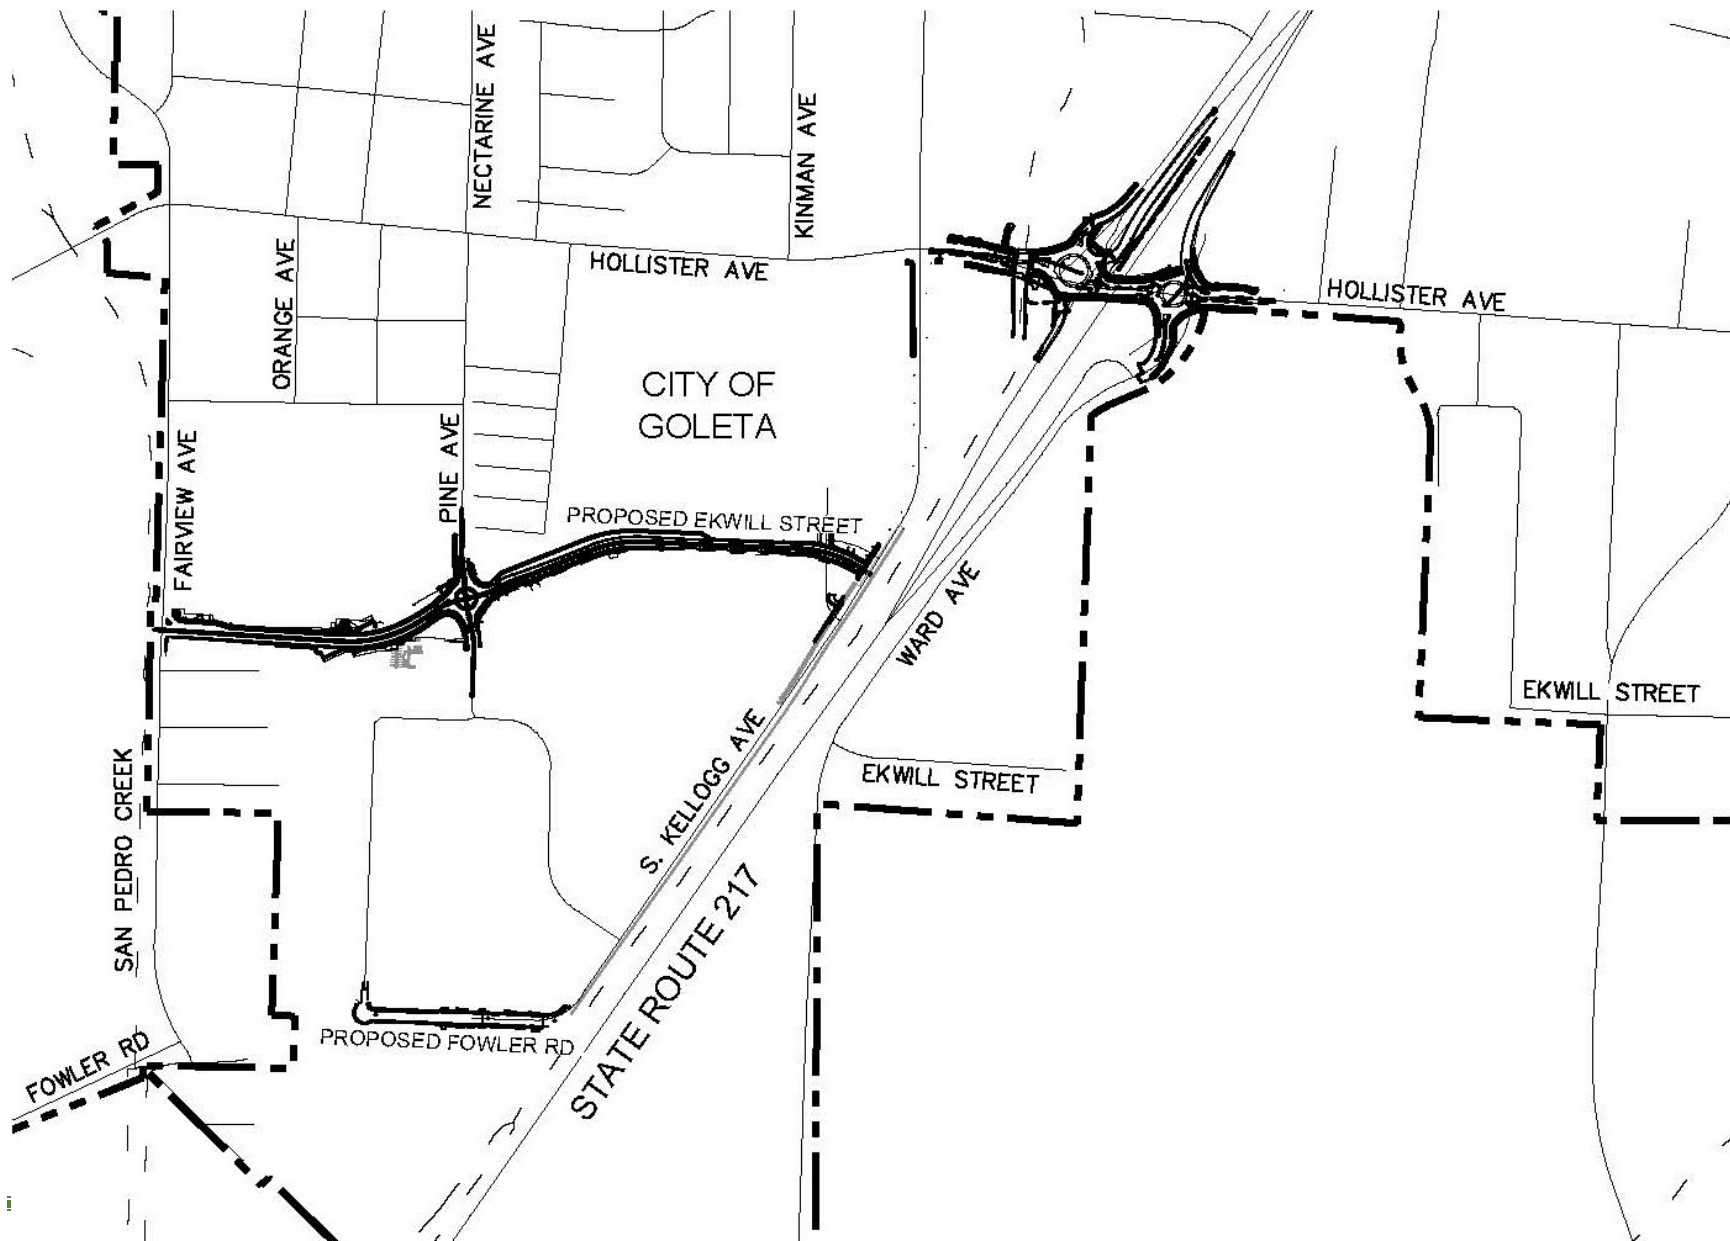 NECTARINE AVE
KINMAN AVE
ORANGE AVE
HOLLISTER AVE
HOLLISTER AVE
CITY OF
GOLETA
FAIRVIEW AVE
PINE AVE
PROPOSED EKWILL STREET
WARD AVE
EKWILL STREET
S. KELLOGG AVE
EKWILL STREET
SAN PEDRO CREEK
STATE ROUTE 217
PROPOSED FOWLER RD
FOWLER RD